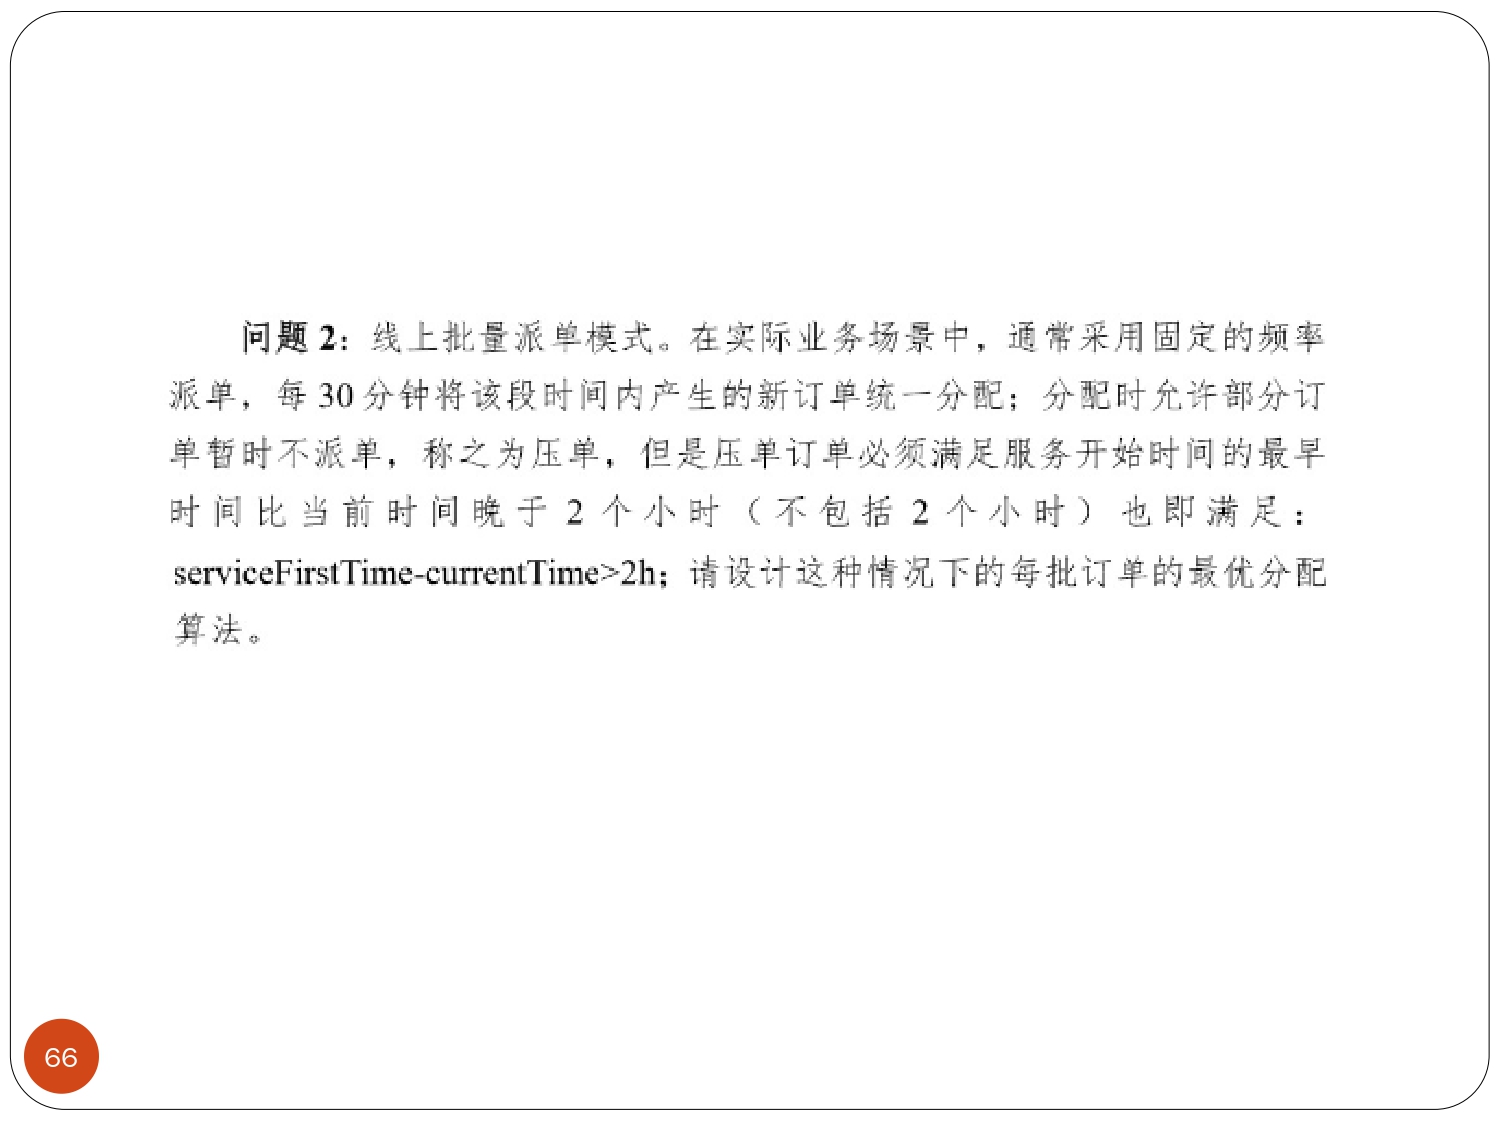 问题 2：线上批量派单模式。在实际业务场景中，通常采用固定的频率
派单，每 30 分钟将该段时间内产生的新订单统一分配；分配时允许部分订
单暂时不派单，称之为压单，但是压单订单必须满足服务开始时间的最早
时间比当前时间晚于 2 个小时（不包括 2 个小时）也即满足：
serviceFirstTime-currentTime>2h；请设计这种情况下的每批订单的最优分配
算法。
66